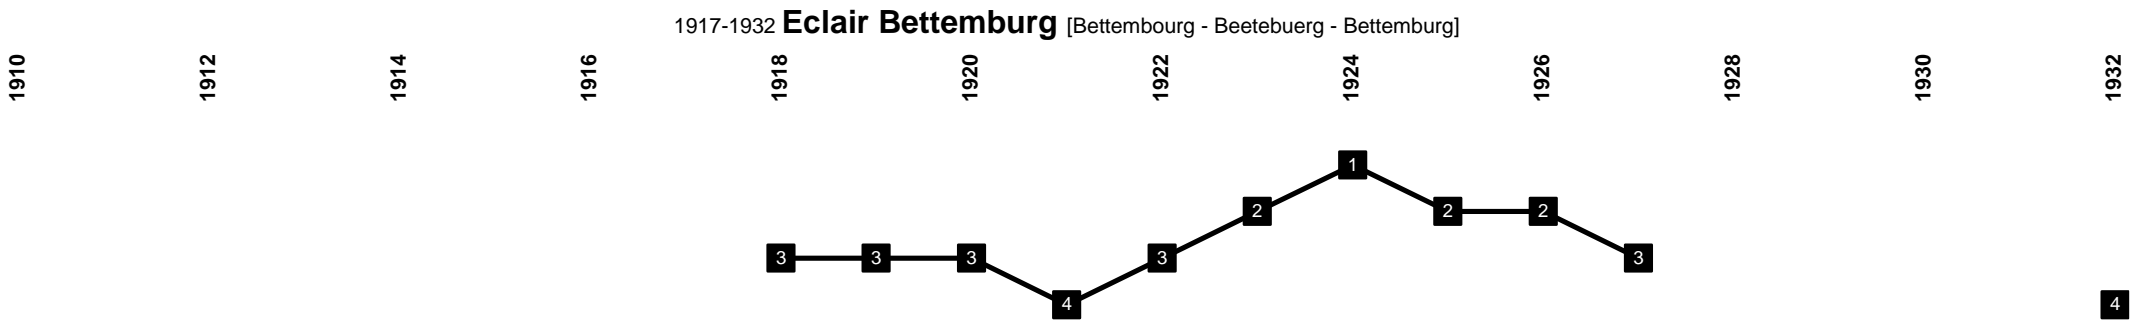 1917-1932 Eclair Bettemburg [Bettembourg - Beetebuerg - Bettemburg]
1910 1912 1914 1916 1918 1920 1922 1924 1926 1928 1930 1932
1
2 2 2
3 3 3 3 3
4 4